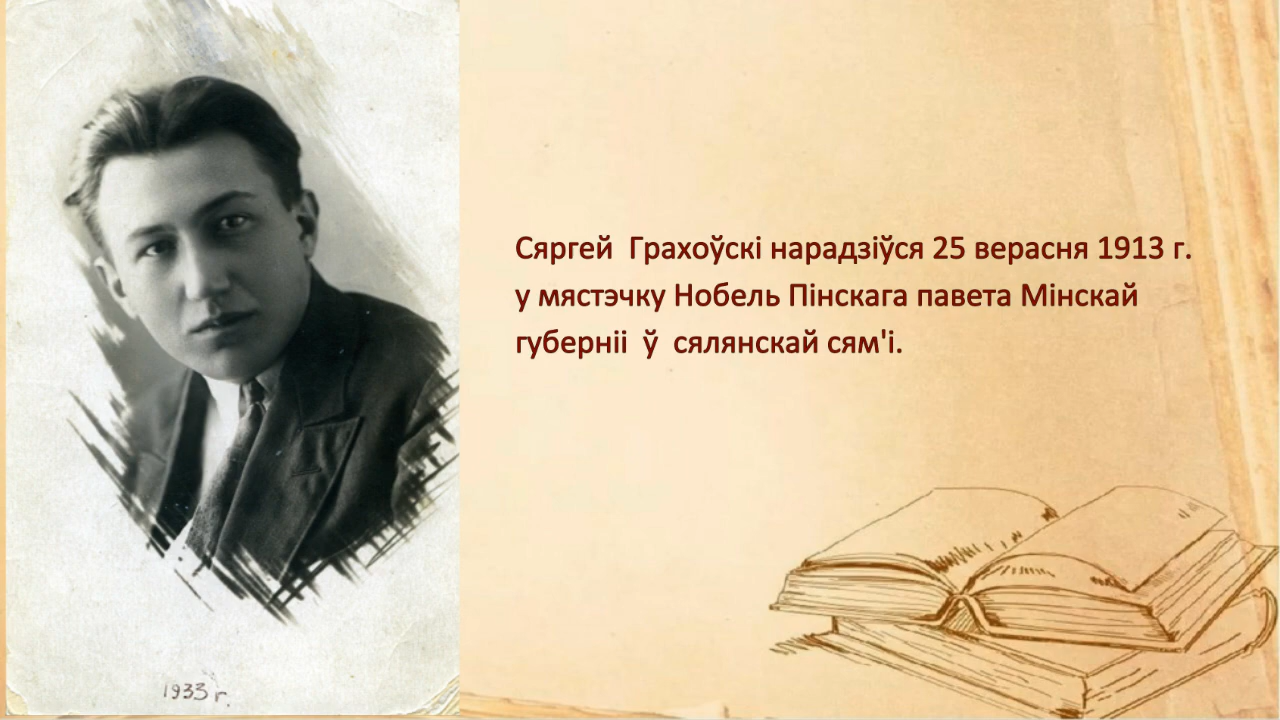 Сяргей Грахоўскі нарадзіўся 25 верасня 1913 г.
у мястэчку Нобель Пінскага павета Мінскай
губерніі ў сялянскай сям'і.
1933 г.